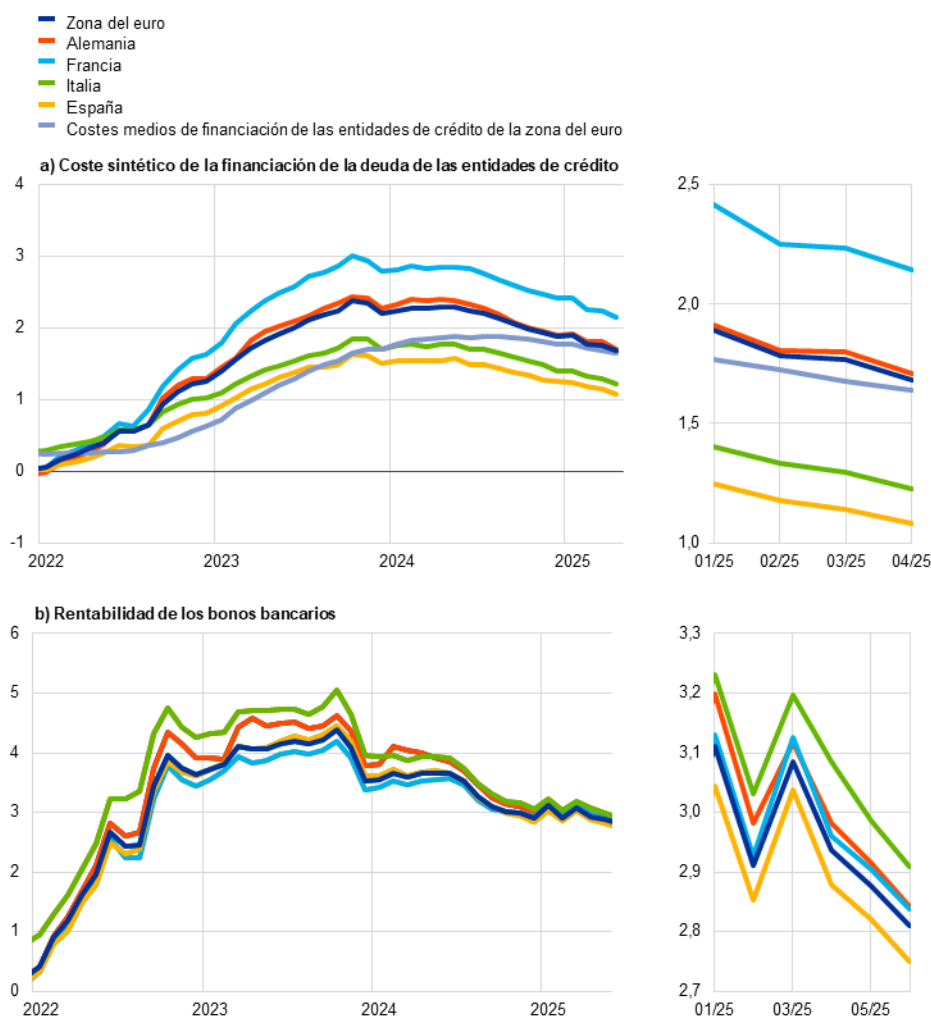 Zona del euro
Alemania
Francia
Italia
España
Costes medios de financiación de las entidades de crédito de la zona del euro
a) Coste sintético de la financiación de la deuda de las entidades de crédito
4
3
2
1
0
-1
2022 2023 2024 2025
2,5
2,0
1,5
1,0
01/25 02/25 03/25 04/25
b) Rentabilidad de los bonos bancarios
6
5
4
3
2
1
0
2022 2023 2024 2025
3,3
3,2
3,1
3,0
2,9
2,8
2,7
01/25 03/25 05/25